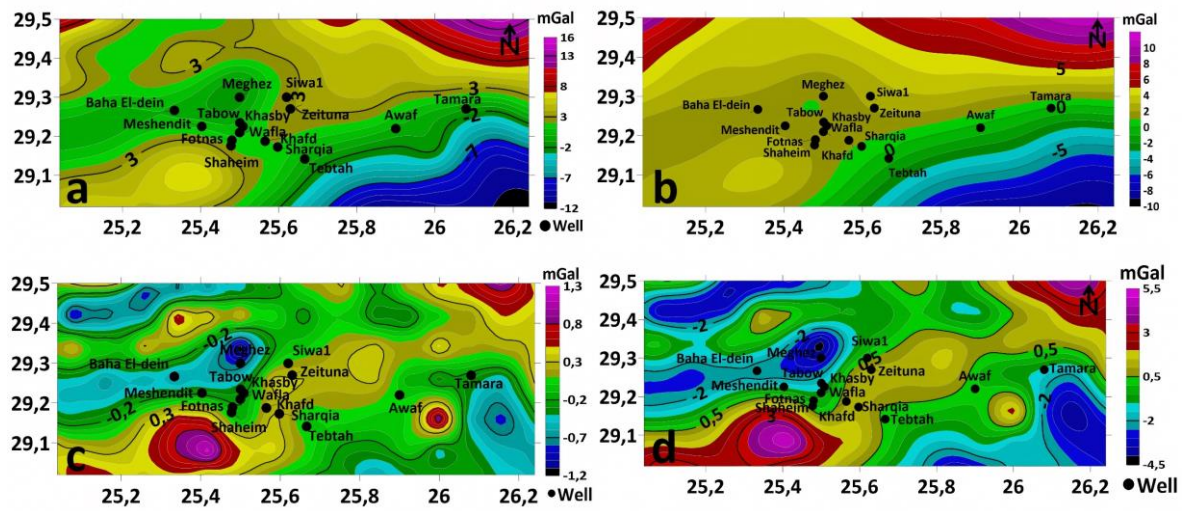 29,5
29,4
29,3
29,2
29,1
25,2 25,4 25,6 25,8 26 26,2
a
N
3
3
3
3
-2
-7
Meghez
Siwa1
Baha El-dein
Tabow Khasby Zeituna
Awaf
Tamara
Meshendit
Wafla
Fotnas
Khafd
Sharqia
Shaheim
Tebtah
mGal
16
8
3
-2
-7
-12
Well
29,5
29,4
29,3
29,2
29,1
25,2 25,4 25,6 25,8 26 26,2
b
N
5
0
0
-5
Meghez
Siwa1
Baha El-dein
Tabow
Khasby
Zeituna
Awaf
Tamara
Meshendit
Wafla
Fotnas
Sharqia
Shaheim
Khafd
Tebtah
mGal
10
8
6
4
2
0
-2
-4
-6
-8
-10
29,5
29,4
29,3
29,2
29,1
25,2 25,4 25,6 25,8 26 26,2
c
-0,2
-0,2
0,3
Meghez
Siwa1
Baha El-dein
Tabow
Khasby
Zeituna
Tamara
Meshendit
Wafla
Awaf
Fotnas
Khafd
Sharqia
Shaheim
Tebtah
mGal
1,3
0,8
0,3
-0,2
-0,7
-1,2
Well
29,5
29,4
29,3
29,2
29,1
25,2 25,4 25,6 25,8 26 26,2
d
N
-2
-2
-2
0,5
0,5
0,5
-2
3
Meghez
Siwa1
Baha El-dein
Tabow
Khasby
Zeituna
Awaf
Tamara
Meshendit
Wafla
Fotnas
Shaheim
Sharqia
Khafd
Tebtah
mGal
5,5
3
0,5
-2
-4,5
Well